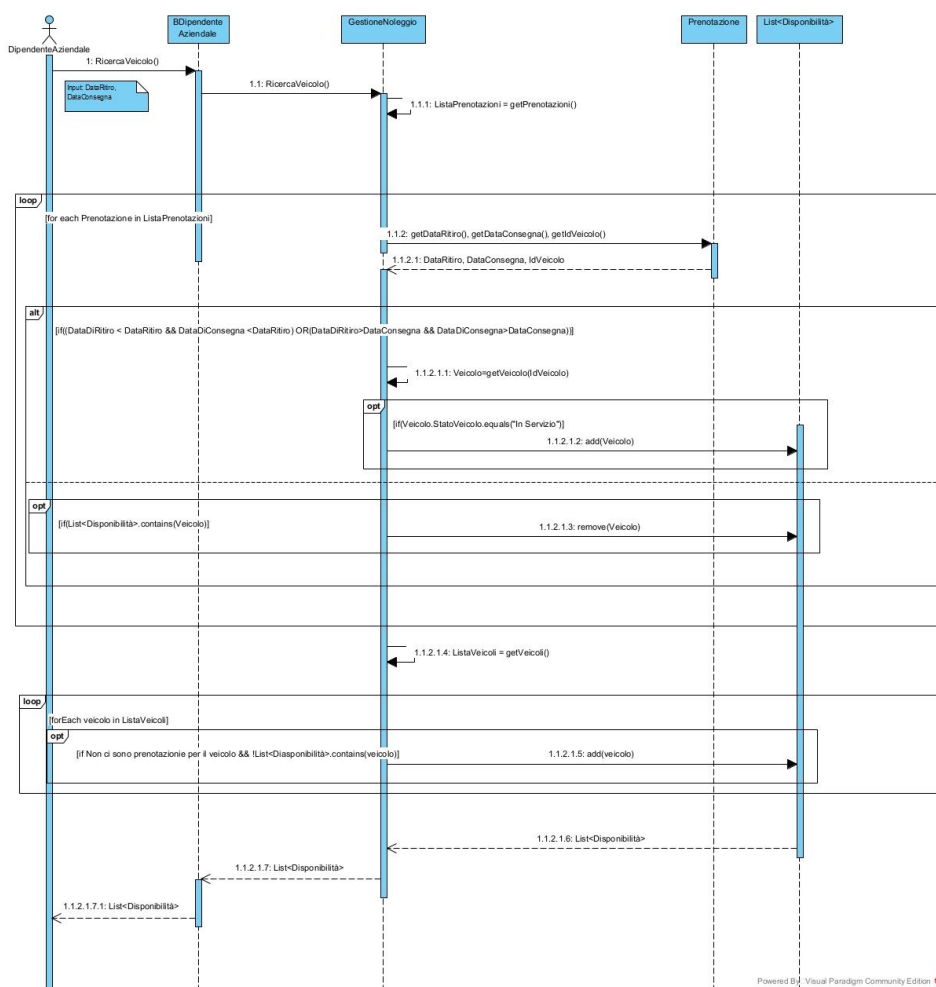 DipendenteAziendale
BDipendente
Aziendale
GestioneNoleggio
Prenotazione
List<Disponibilità>
1: RicercaVeicolo()
Input: DataRitiro,
DataConsegna
1.1: RicercaVeicolo()
1.1.1: ListaPrenotazioni = getPrenotazioni()
loop
[for each Prenotazione in ListaPrenotazioni]
1.1.2: getDataRitiro(), getDataConsegna(), getIdVeicolo()
1.1.2.1: DataRitiro, DataConsegna, IdVeicolo
alt
[if((DataDiRitiro < DataRitiro && DataDiConsegna <DataRitiro) OR(DataDiRitiro>DataConsegna && DataDiConsegna>DataConsegna))]
1.1.2.1.1: Veicolo=getVeicolo(IdVeicolo)
opt
[if(Veicolo.StatoVeicolo.equals("In Servizio")]
1.1.2.1.2: add(Veicolo)
opt
[if(List<Disponibilità>.contains(Veicolo)]
1.1.2.1.3: remove(Veicolo)
1.1.2.1.4: ListaVeicoli = getVeicoli()
loop
[forEach veicolo in ListaVeicoli]
opt
[if Non ci sono prenotazionie per il veicolo && !List<Diasponibilità>.contains(veicolo)]
1.1.2.1.5: add(veicolo)
1.1.2.1.6: List<Disponibilità>
1.1.2.1.7: List<Disponibilità>
1.1.2.1.7.1: List<Disponibilità>
Powered By Visual Paradigm Community Edition